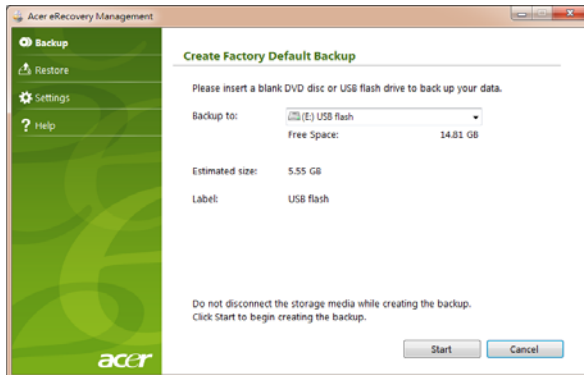 Acer eRecovery Management
Backup
Restore
Settings
Help
Create Factory Default Backup
Please insert a blank DVD disc or USB flash drive to back up your data.
Backup to: (E:) USB flash
Free Space: 14.81 GB
Estimated size: 5.55 GB
Label: USB flash
Do not disconnect the storage media while creating the backup.
Click Start to begin creating the backup.
Start Cancel
acer